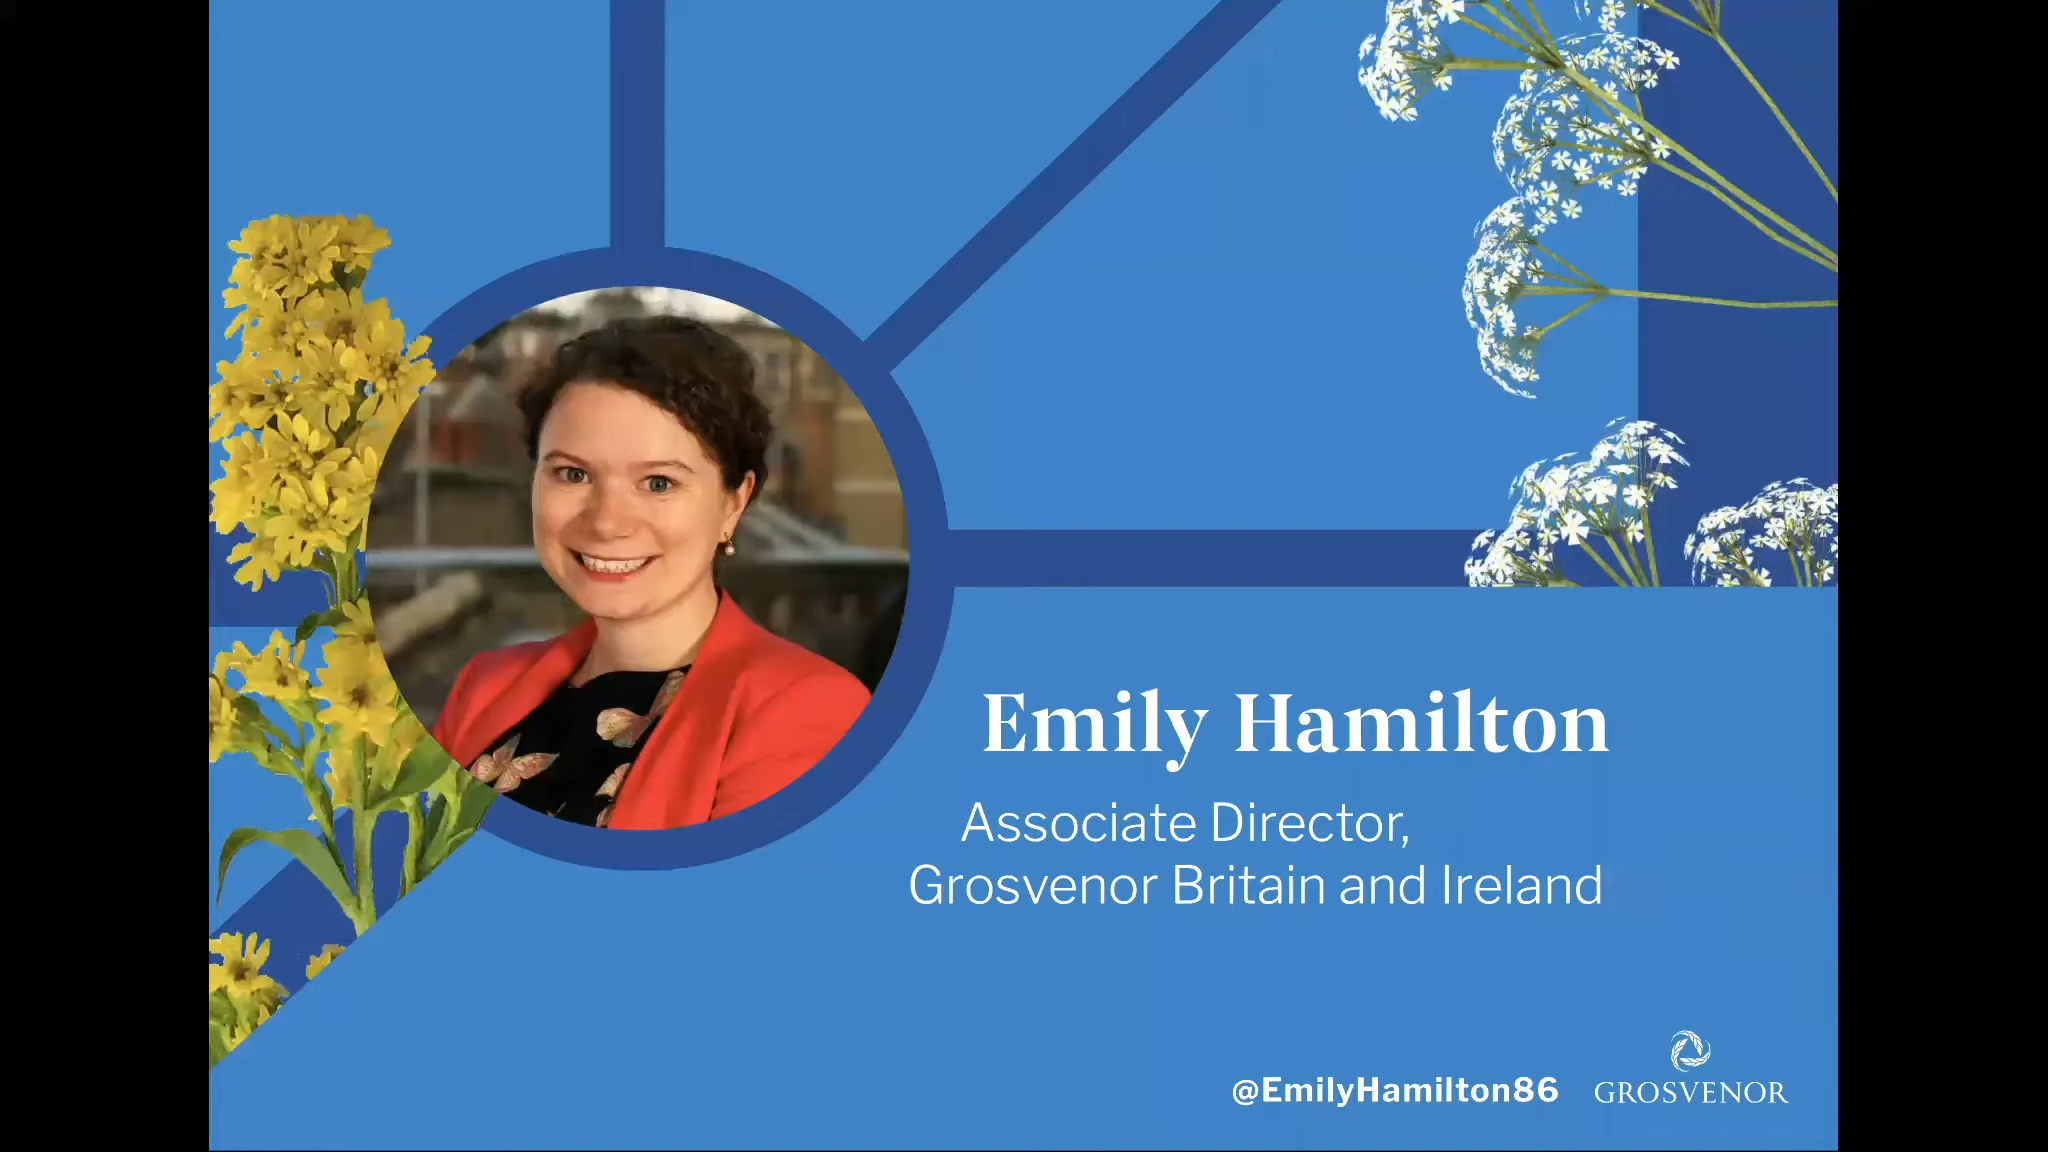 Emily Hamilton
Associate Director,
Grosvenor Britain and Ireland
@EmilyHamilton86
GROSVENOR